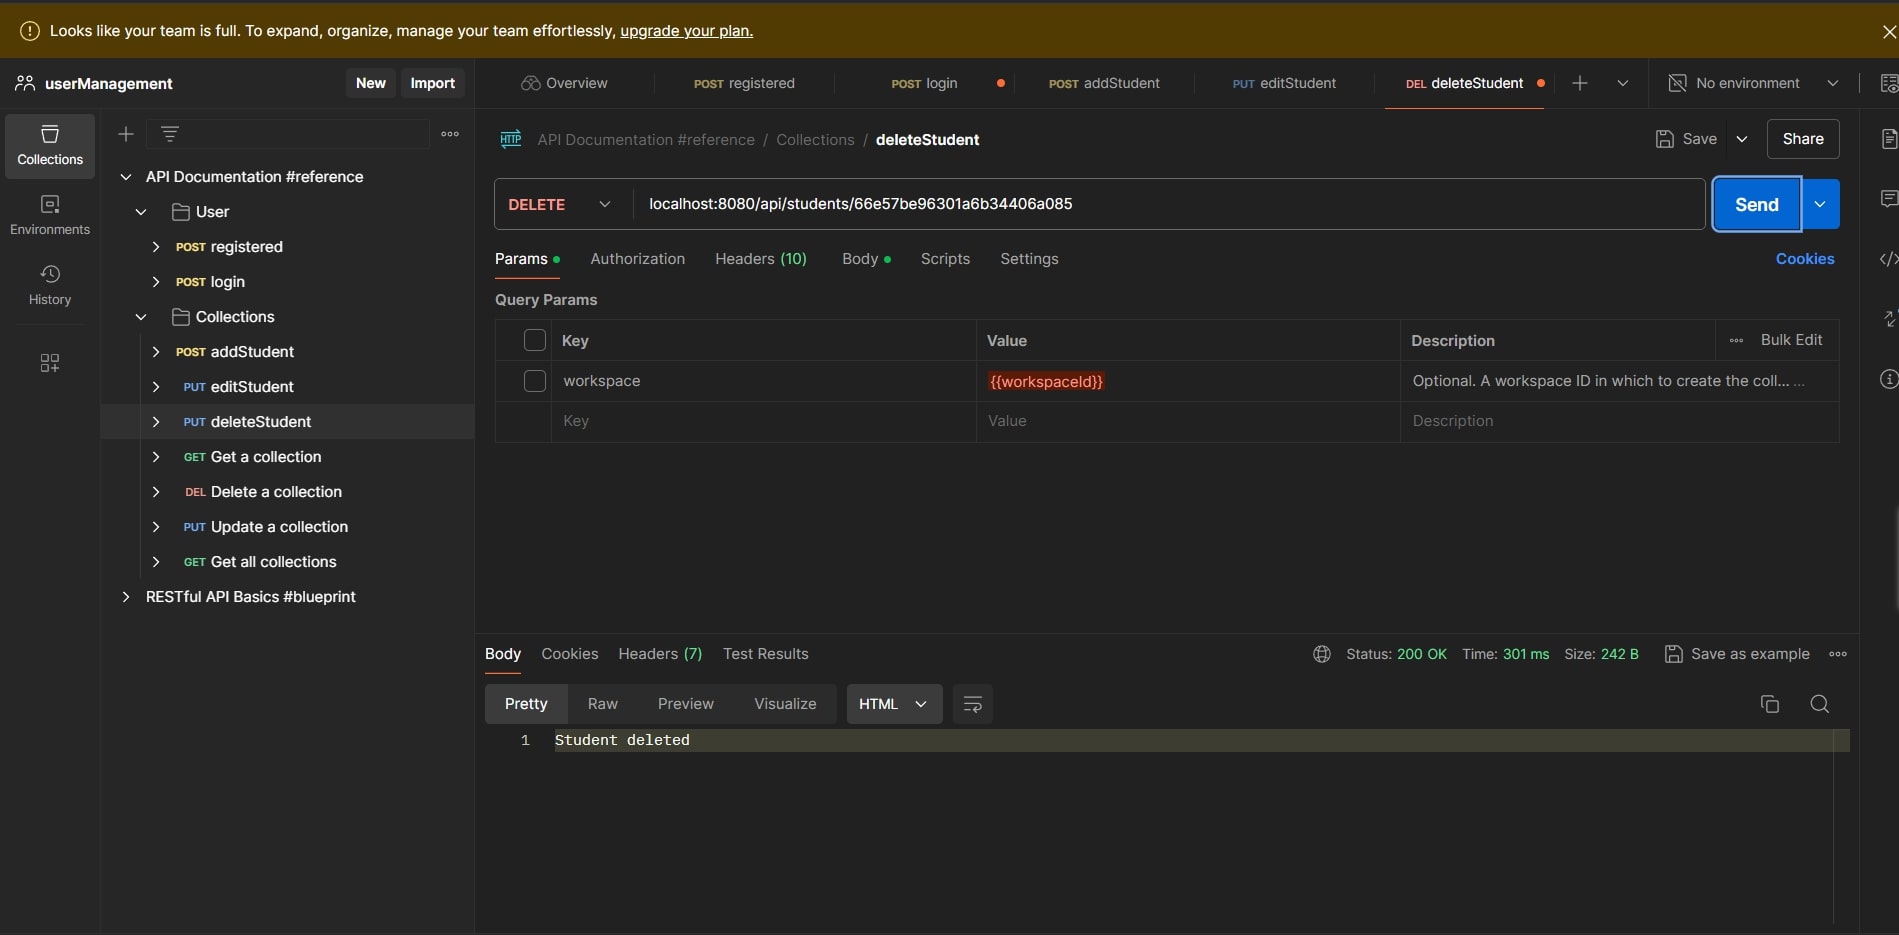 Looks like your team is full. To expand, organize, manage your team effortlessly, upgrade your plan.
userManagement New Import
Overview POST registered POST login POST addStudent PUT editStudent DEL deleteStudent No environment
Collections
Environments
History
API Documentation #reference
User
POST registered
POST login
Collections
POST addStudent
PUT editStudent
PUT deleteStudent
GET Get a collection
DEL Delete a collection
PUT Update a collection
GET Get all collections
RESTful API Basics #blueprint
HTTP API Documentation #reference / Collections / deleteStudent Save Share
DELETE localhost:8080/api/students/66e57be96301a6b34406a085 Send
Params Authorization Headers (10) Body Scripts Settings Cookies
Query Params
Key Value Description Bulk Edit
workspace {{workspaceId}} Optional. A workspace ID in which to create the coll... ...
Key Value Description
Body Cookies Headers (7) Test Results Status: 200 OK Time: 301 ms Size: 242 B Save as example
Pretty Raw Preview Visualize HTML
1 Student deleted